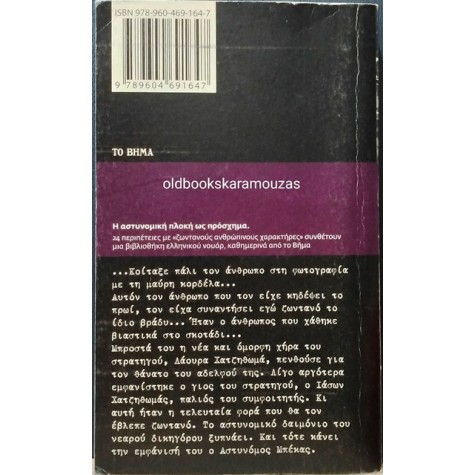 ISBN 978-960-469-164-7
9 789604 691647
ΤΟ ΒΗΜΑ
oldbookskaramouzas
Η αστυνομική πλοκή ως πρόσχημα.
24 περιπέτειες με «ζωντανούς ανθρώπινους χαρακτήρες» συνθέτουν
μια βιβλιοθήκη ελληνικού νουάρ, καθημερινά από το Βήμα
...Κοίταξε πάλι τον άνθρωπο στη φωτογραφία
με τη μαύρη κορδέλα...
Αυτόν τον άνθρωπο που τον είχε κηδέψει το
πρωί, τον είχα συναντήσει εγώ ζωντανό το
ίδιο βράδυ... Ήταν ο άνθρωπος που χάθηκε
βιαστικά στο σκοτάδι...
Μπροστά του η νέα και όμορφη χήρα του
στρατηγού, Λάουρα Χατζηθωμά, πενθούσε για
τον θάνατο του αδελφού της. Λίγο αργότερα
εμφανίστηκε ο γιος του στρατηγού, ο Ιάσων
Χατζηθωμάς, παλιός του συμφοιτητής. Κι
αυτή ήταν η τελευταία φορά που θα τον
έβλεπε ζωντανό. Το αστυνομικό δαιμόνιο του
νεαρού δικηγόρου ξυπνάει. Και τότε κάνει
την εμφάνισή του ο Αστυνόμος Μπέκας.